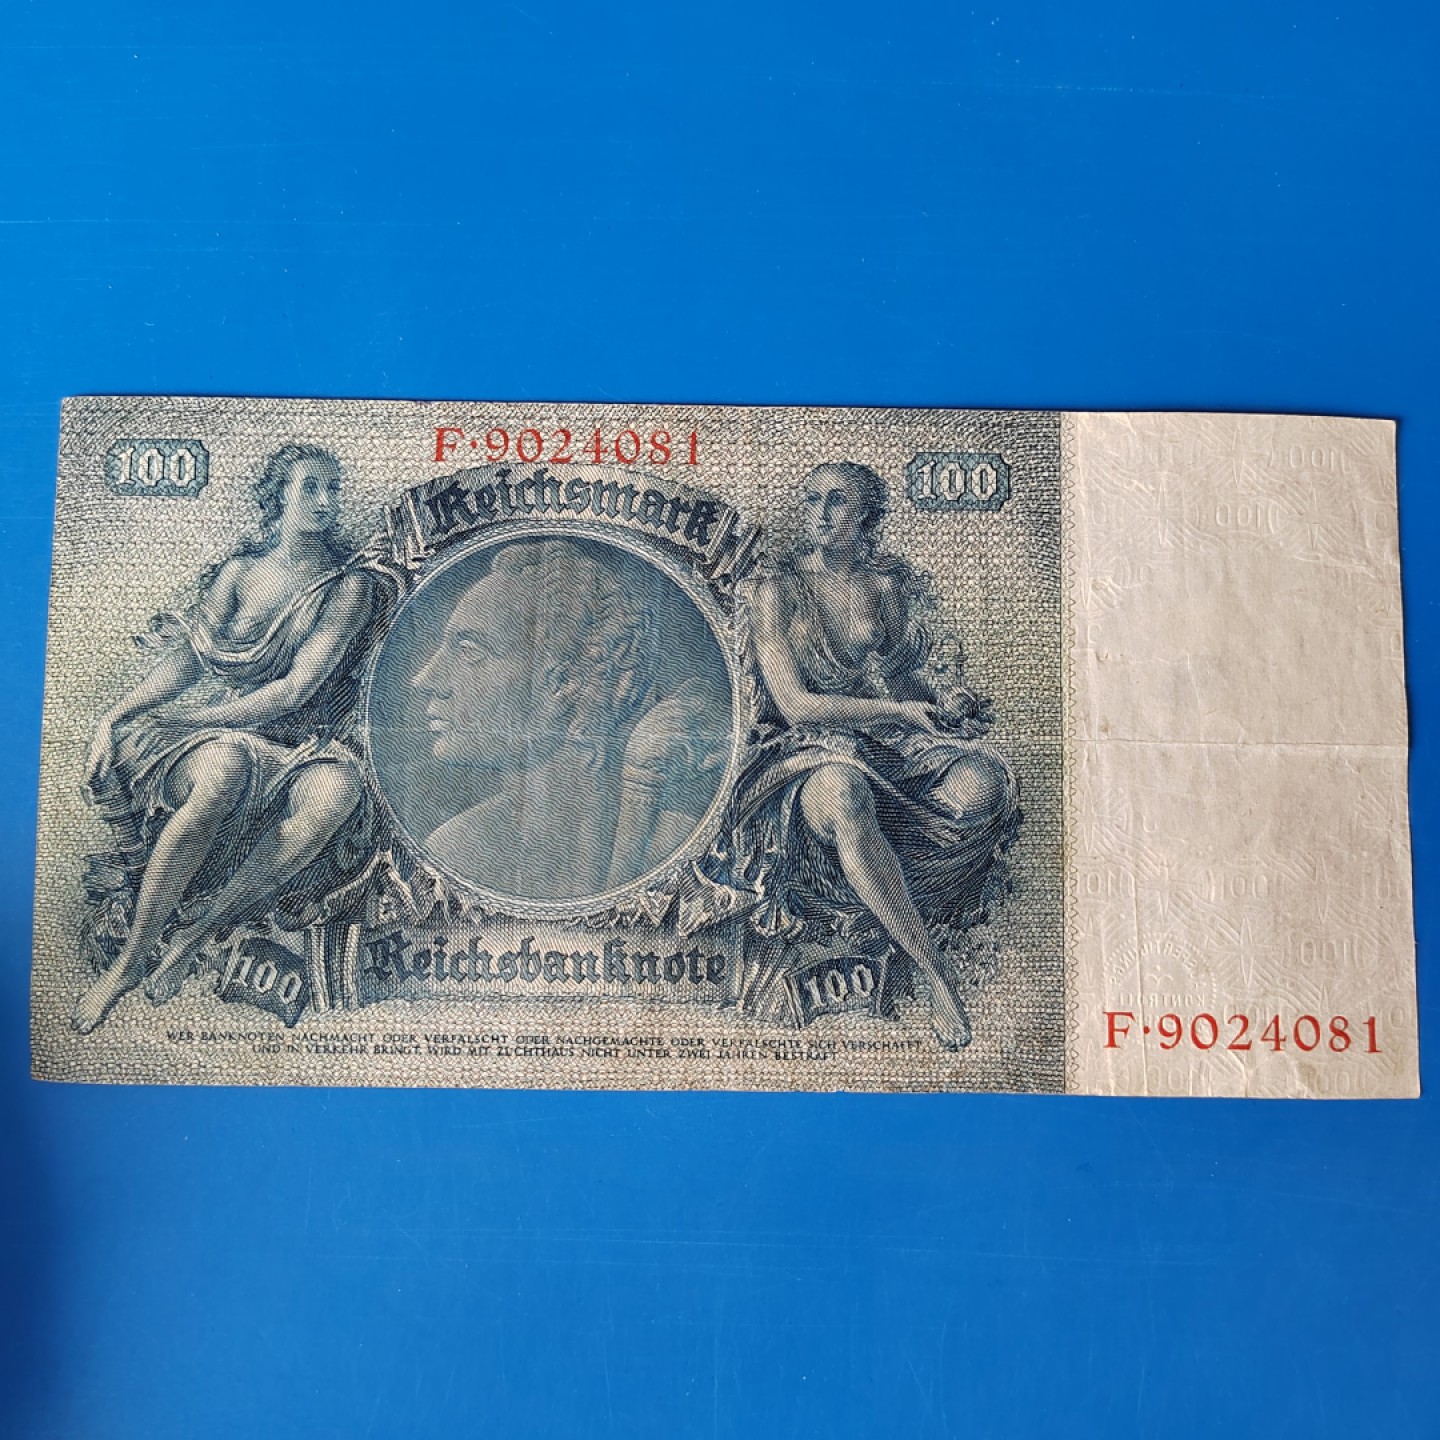 F·9024081
100
100
Reichsmark
Reichsbanknote
100
100
WER BANKNOTEN NACHMACHT ODER VERFÄLSCHT ODER NACHGEMACHTE ODER VERFÄLSCHTE SICH VERSCHAFFT
UND IN VERKEHR BRINGT, WIRD MIT ZUCHTHAUS NICHT UNTER ZWEI JAHREN BESTRAFT
F·9024081